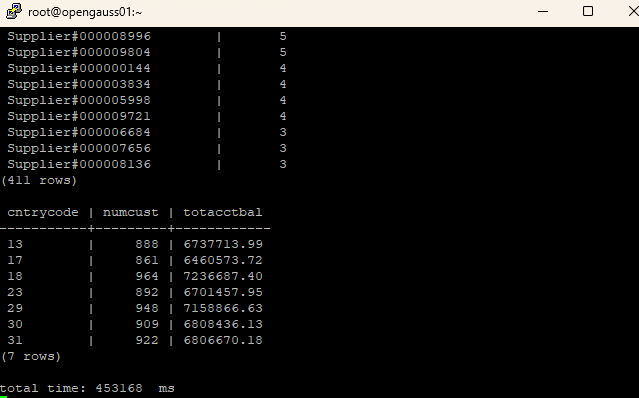 root@opengauss01:~
Supplier#000008996 | 5
Supplier#000009804 | 5
Supplier#000000144 | 4
Supplier#000003834 | 4
Supplier#000005998 | 4
Supplier#000009721 | 4
Supplier#000006684 | 3
Supplier#000007656 | 3
Supplier#000008136 | 3
(411 rows)
cntrycode | numcust | totacctbal
-----------+---------+------------
13 | 888 | 6737713.99
17 | 861 | 6460573.72
18 | 964 | 7236687.40
23 | 892 | 6701457.95
29 | 948 | 7158866.63
30 | 909 | 6808436.13
31 | 922 | 6806670.18
(7 rows)
total time: 453168  ms